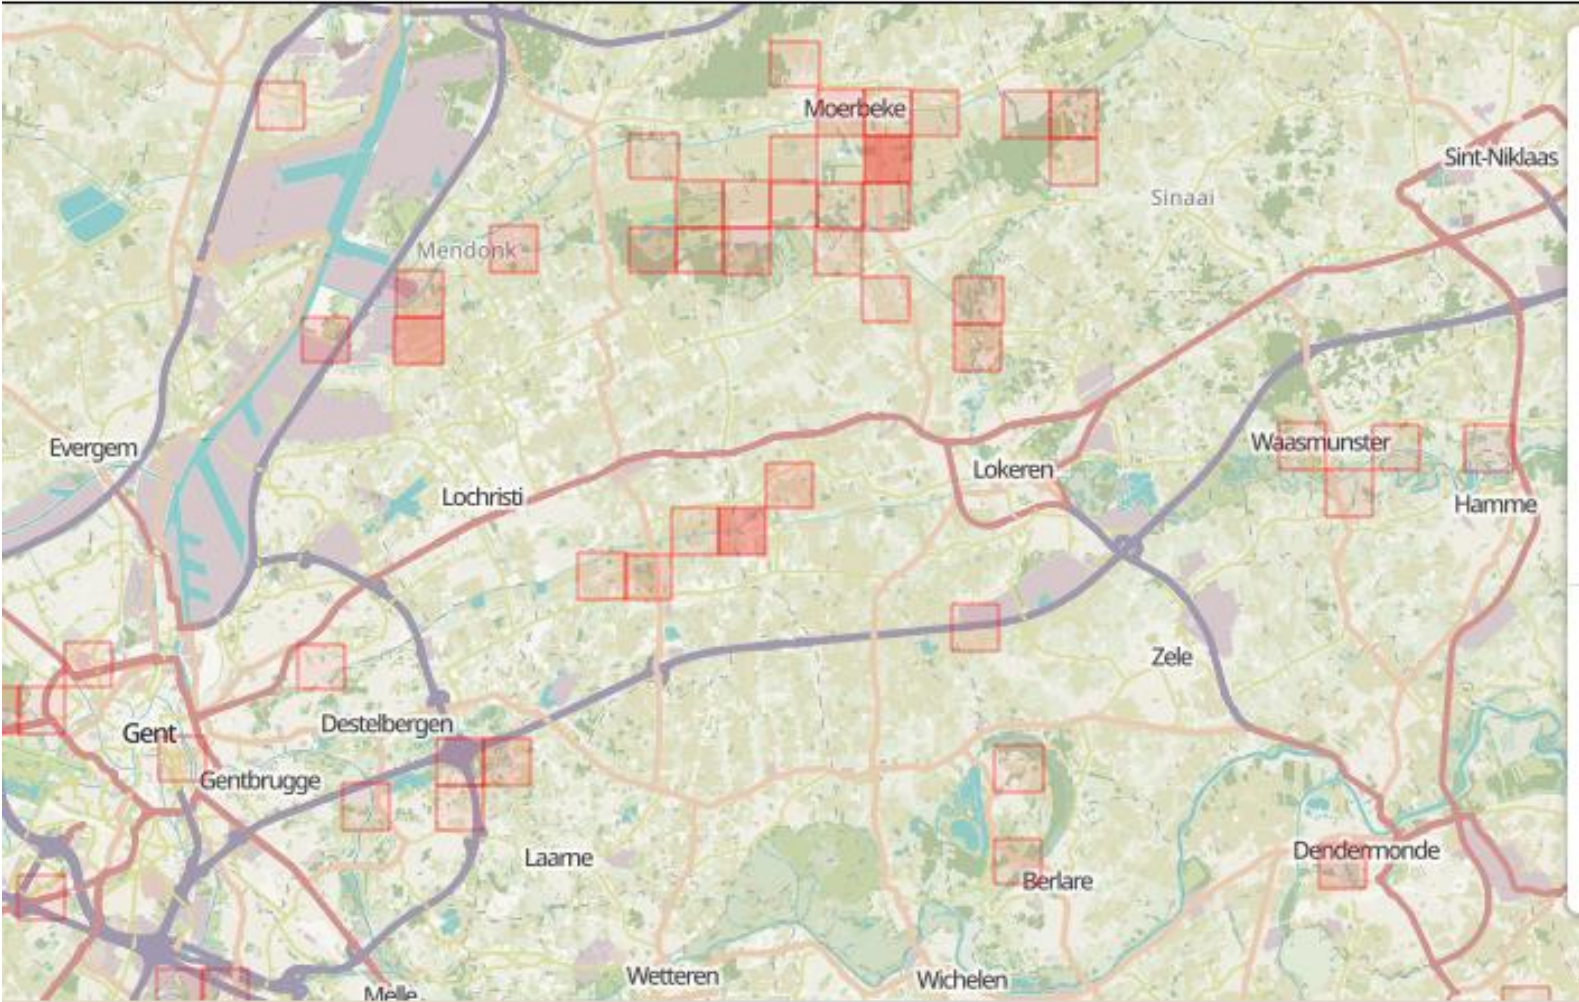 Moerbeke
Sint-Niklaas
Sinaai
Mendonk
Evergem
Waasmunster
Lokeren
Lochristi
Hamme
Zele
Destelbergen
Gent
Gentbrugge
Laarne
Dendermonde
Berlare
Wetteren
Wichelen
Melle